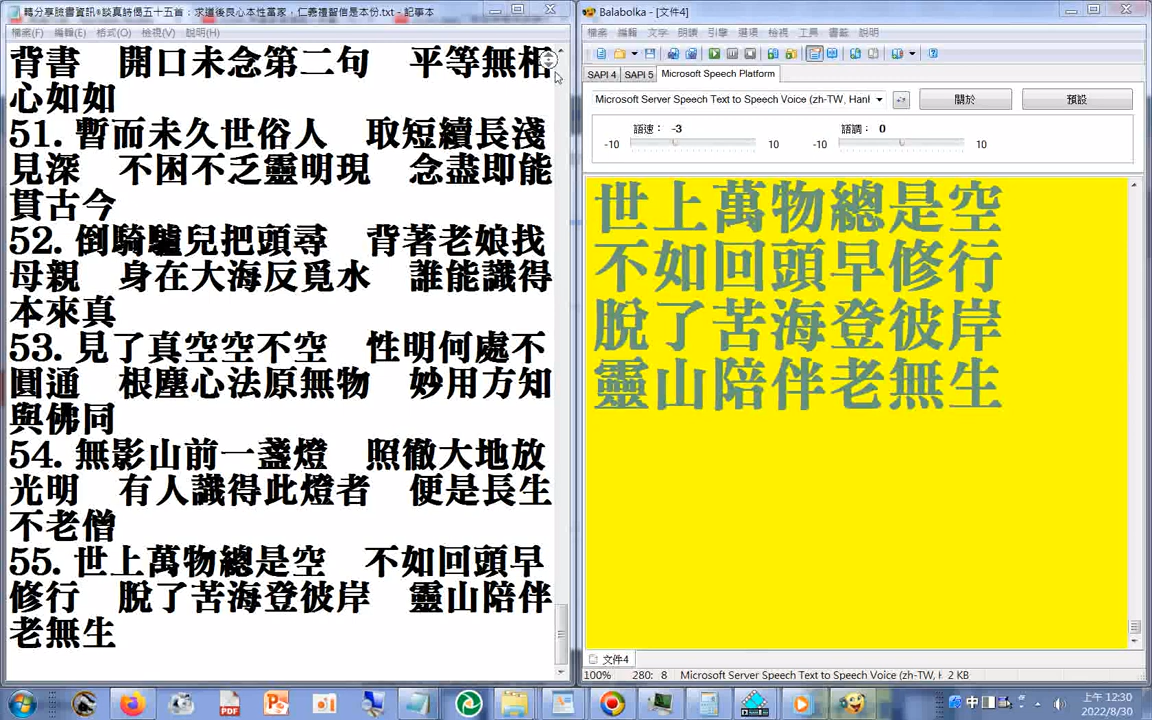 轉分享臉書資訊®談真詩偈五十五首：求道後良心本性當家，仁義禮智信是本份.txt - 記事本
檔案(F) 編輯(E) 格式(O) 檢視(V) 說明(H)
背書　開口未念第二句　平等無相
心如如
51. 暫而未久世俗人　取短續長淺
見深　不困不乏靈明現　念盡即能
貫古今
52. 倒騎驢兒把頭尋　背著老娘找
母親　身在大海反覓水　誰能識得
本來真
53. 見了真空空不空　性明何處不
圓通　根塵心法原無物　妙用方知
與佛同
54. 無影山前一盞燈　照徹大地放
光明　有人識得此燈者　便是長生
不老僧
55. 世上萬物總是空　不如回頭早
修行　脫了苦海登彼岸　靈山陪伴
老無生
Balabolka - [文件4]
檔案 編輯 文字 朗讀 引擎 選項 檢視 工具 書籤 說明
SAPI 4 SAPI 5 Microsoft Speech Platform
Microsoft Server Speech Text to Speech Voice (zh-TW, HanH
關於 預設
語速： -3 語調： 0
-10 10 -10 10
世上萬物總是空
不如回頭早修行
脫了苦海登彼岸
靈山陪伴老無生
文件4
100% 280: 8 Microsoft Server Speech Text to Speech Voice (zh-TW, H 2 KB
中
上午 12:30
2022/8/30